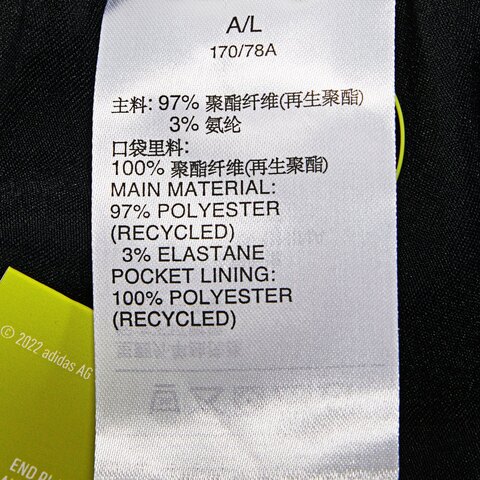 A/L
170/78A
主料: 97% 聚酯纤维(再生聚酯)
3% 氨纶
口袋里料:
100% 聚酯纤维(再生聚酯)
MAIN MATERIAL:
97% POLYESTER
(RECYCLED)
3% ELASTANE
POCKET LINING:
100% POLYESTER
(RECYCLED)
© 2022 adidas AG
END